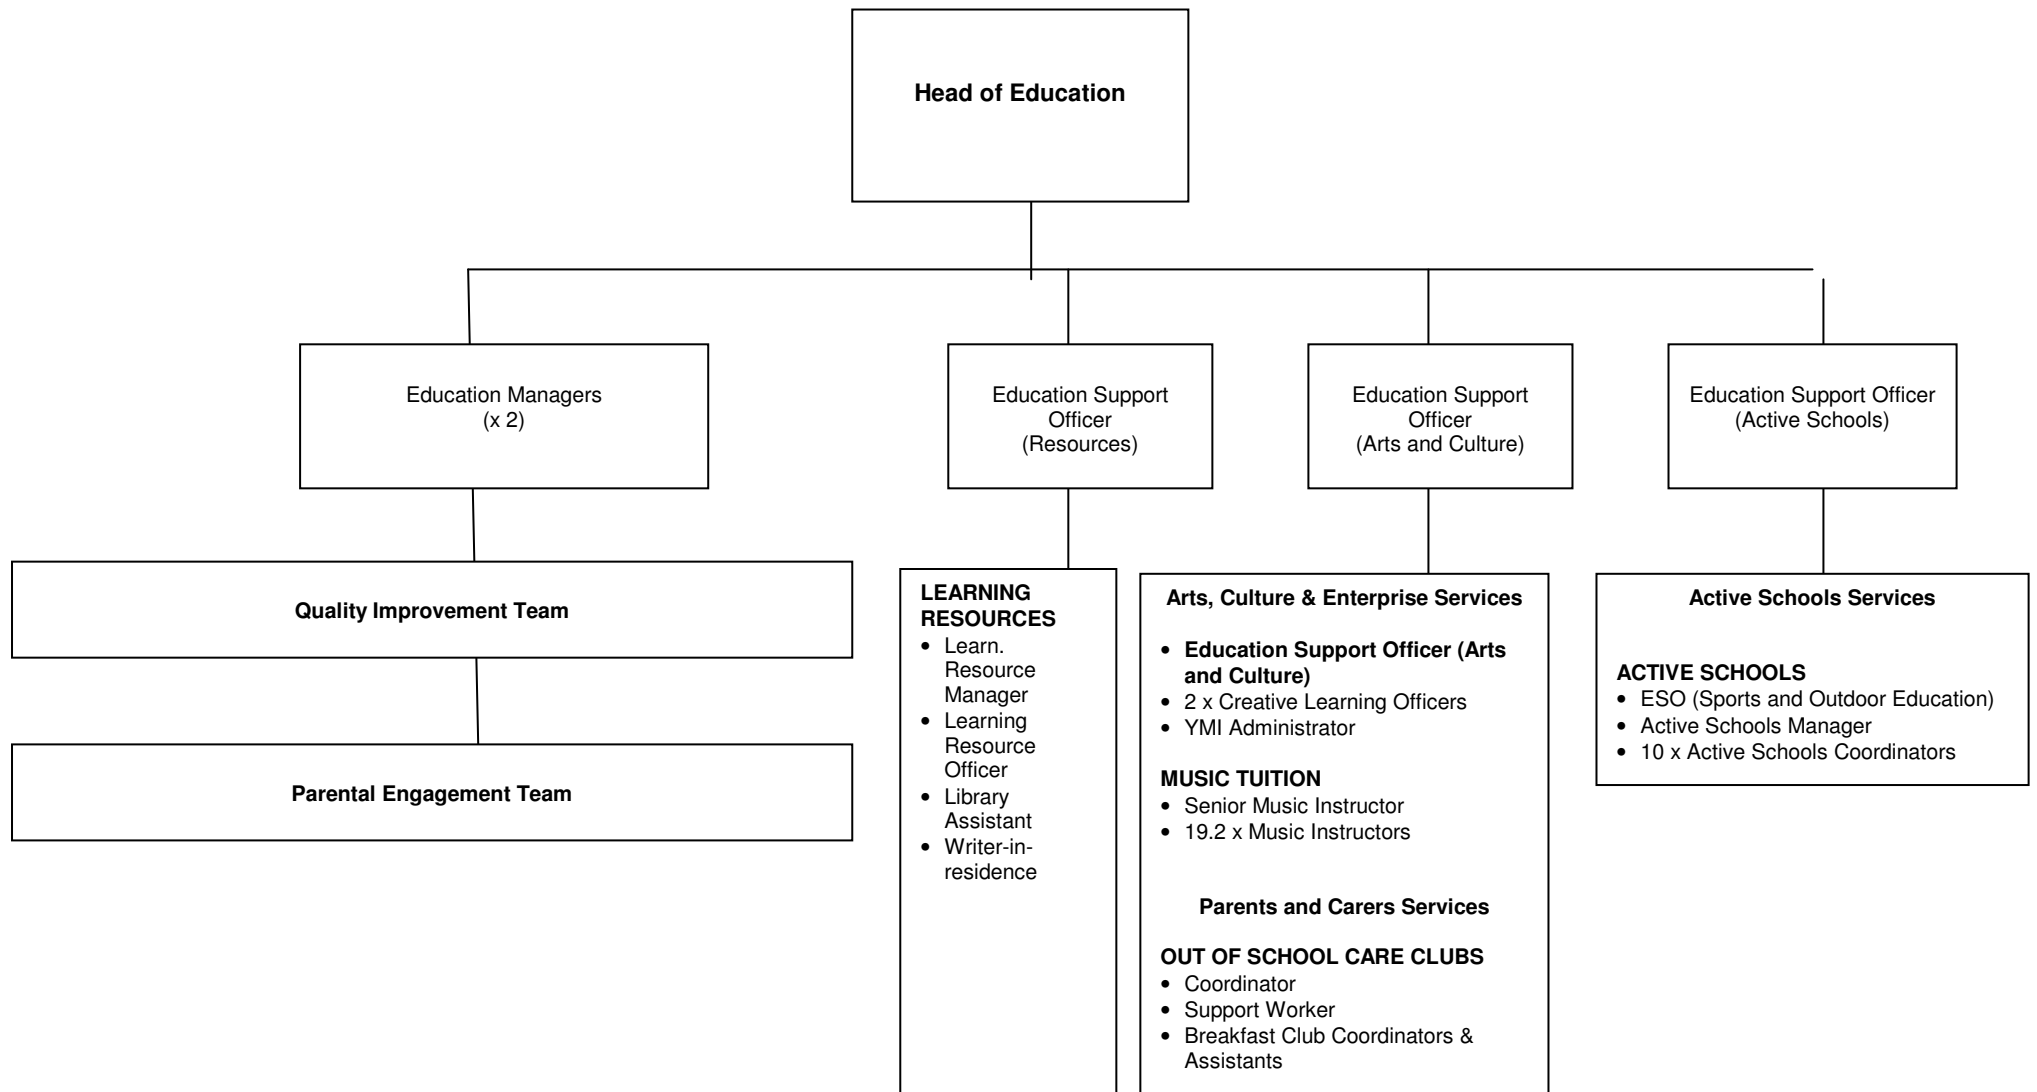 Head of Education
Education Managers
(x 2)
Education Support
Officer
(Resources)
Education Support
Officer
(Arts and Culture)
Education Support Officer
(Active Schools)
Quality Improvement Team
Parental Engagement Team
LEARNING
RESOURCES
• Learn.
Resource
Manager
• Learning
Resource
Officer
• Library
Assistant
• Writer-in-
residence
Arts, Culture & Enterprise Services
• Education Support Officer (Arts
and Culture)
• 2 x Creative Learning Officers
• YMI Administrator
MUSIC TUITION
• Senior Music Instructor
• 19.2 x Music Instructors
Parents and Carers Services
OUT OF SCHOOL CARE CLUBS
• Coordinator
• Support Worker
• Breakfast Club Coordinators &
Assistants
Active Schools Services
ACTIVE SCHOOLS
• ESO (Sports and Outdoor Education)
• Active Schools Manager
• 10 x Active Schools Coordinators